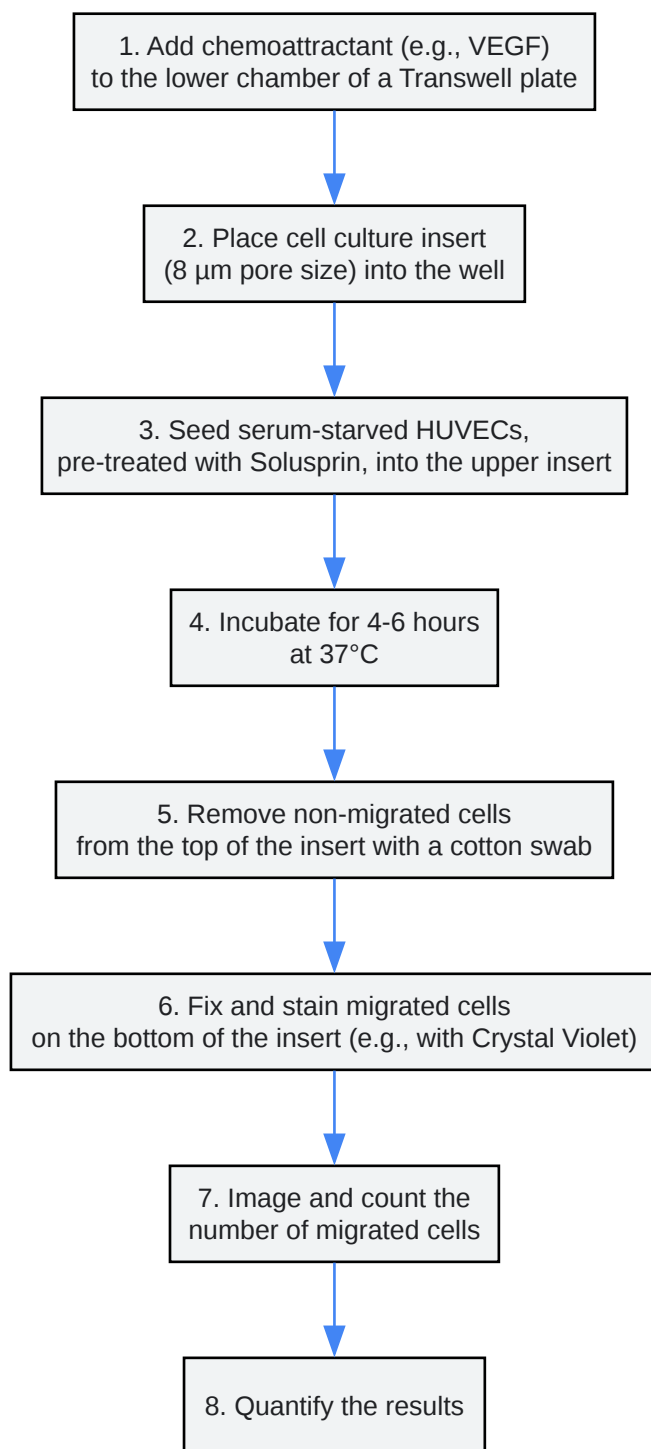 1. Add chemoattractant (e.g., VEGF)
to the lower chamber of a Transwell plate
2. Place cell culture insert
(8 µm pore size) into the well
3. Seed serum-starved HUVECs,
pre-treated with Solusprin, into the upper insert
4. Incubate for 4-6 hours
at 37°C
5. Remove non-migrated cells
from the top of the insert with a cotton swab
6. Fix and stain migrated cells
on the bottom of the insert (e.g., with Crystal Violet)
7. Image and count the
number of migrated cells
8. Quantify the results